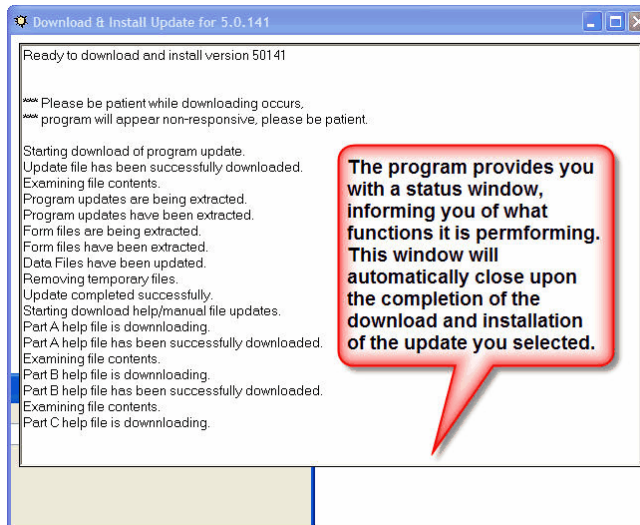 Download & Install Update for 5.0.141
Ready to download and install version 50141
**** Please be patient while downloading occurs,
**** program will appear non-responsive, please be patient.
Starting download of program update.
Update file has been successfully downloaded.
Examining file contents.
Program updates are being extracted.
Program updates have been extracted.
Form files are being extracted.
Form files have been extracted.
Data Files have been updated.
Removing temporary files.
Update completed successfully.
Starting download help/manual file updates.
Part A help file is downloading.
Part A help file has been successfully downloaded.
Examining file contents.
Part B help file is downloading.
Part B help file has been successfully downloaded.
Examining file contents.
Part C help file is downnloading.
The program provides you
with a status window,
informing you of what
functions it is permforming.
This window will
automatically close upon
the completion of the
download and installation
of the update you selected.